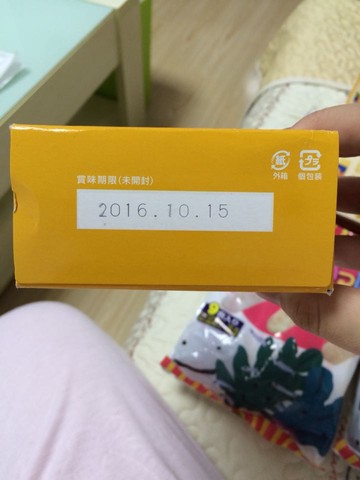 賞味期限(未開封)
2016.10.15
紙 プラ
外箱 個包装